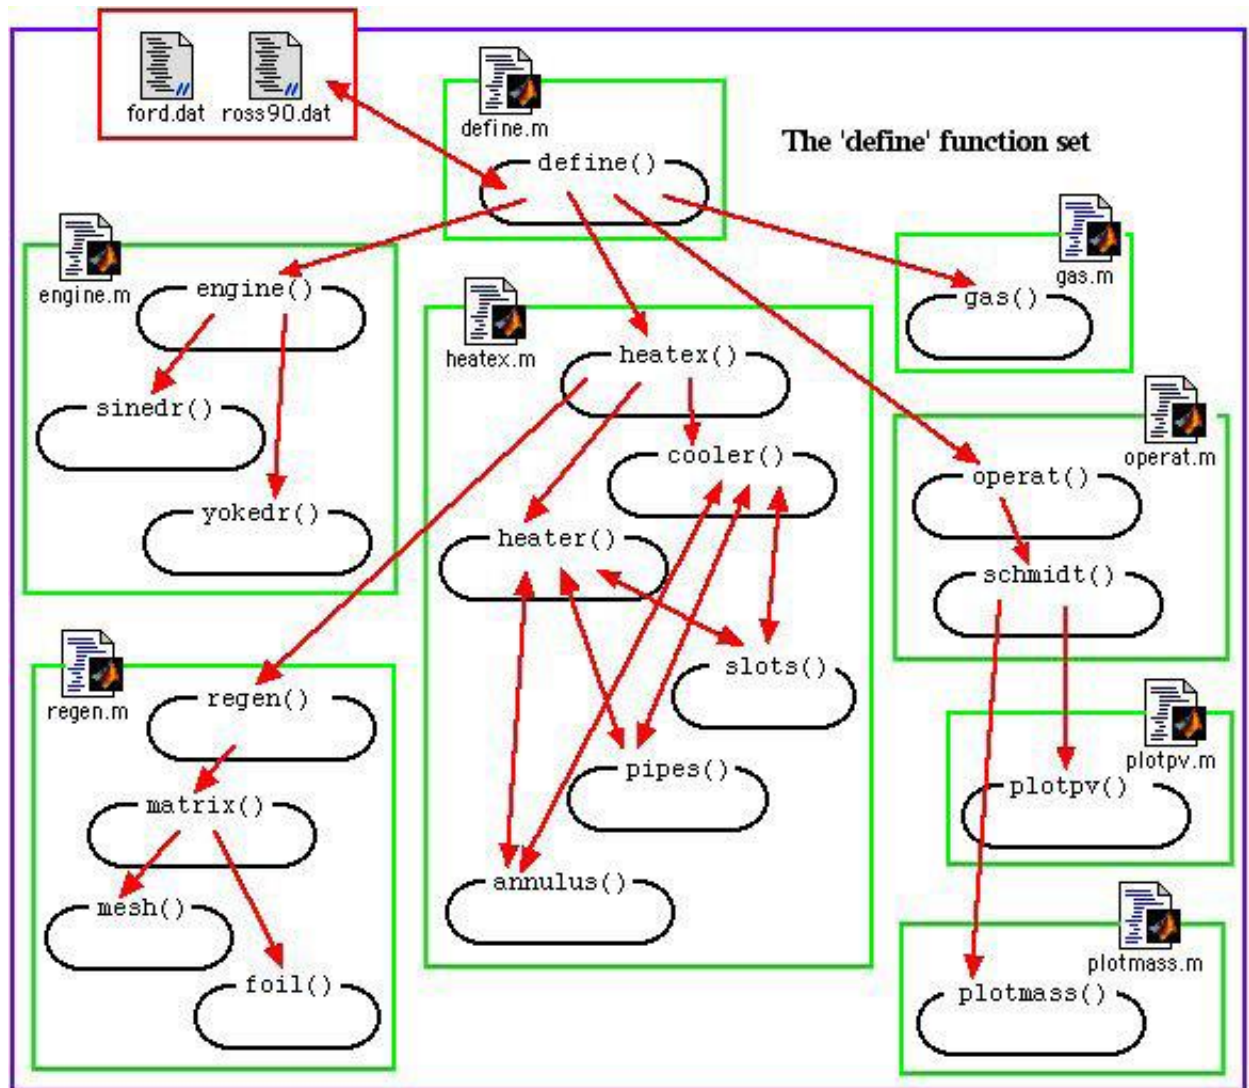 ford.dat
ross90.dat
define.m
The 'define' function set
define()
engine.m
engine()
sinedr()
yokedr()
heatex.m
heatex()
cooler()
heater()
slots()
pipes()
annulus()
gas.m
gas()
operat.m
operat()
schmidt()
plotpv.m
plotpv()
plotmass.m
plotmass()
regen.m
regen()
matrix()
mesh()
foil()